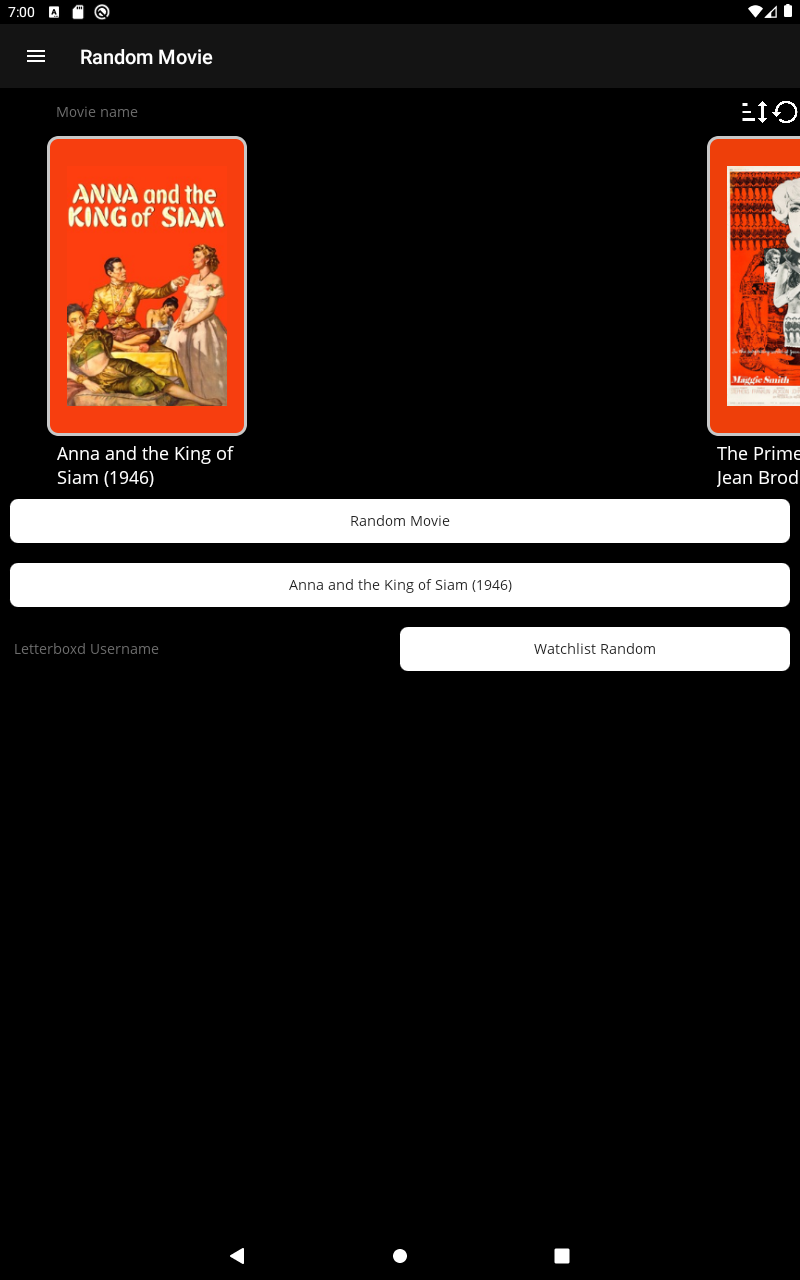 7:00
Random Movie
Movie name
ANNA and the
KING of SIAM
Maggie Smith
Anna and the King of
Siam (1946)
The Prime
Jean Brod
Random Movie
Anna and the King of Siam (1946)
Letterboxd Username
Watchlist Random